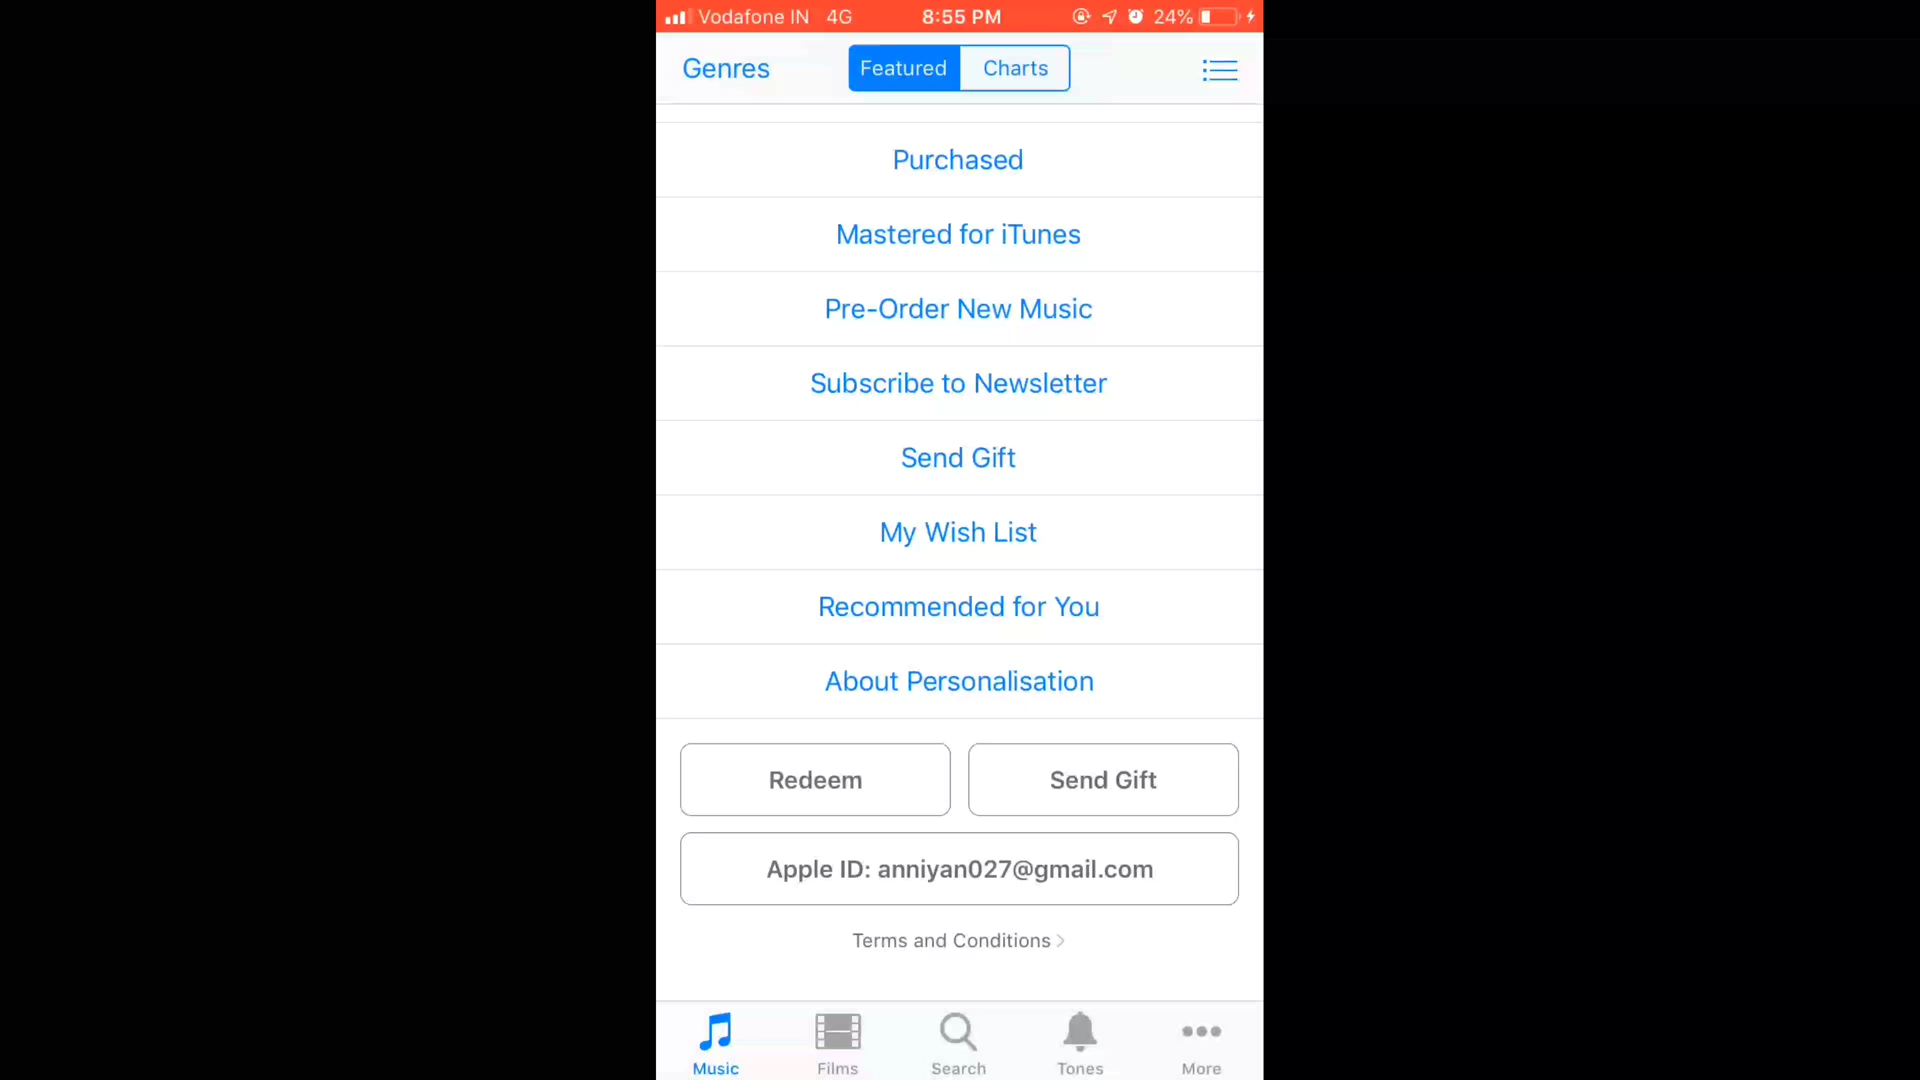 Vodafone IN 4G 8:55 PM 24%
Genres Featured Charts
Purchased
Mastered for iTunes
Pre-Order New Music
Subscribe to Newsletter
Send Gift
My Wish List
Recommended for You
About Personalisation
Redeem Send Gift
Apple ID: anniyan027@gmail.com
Terms and Conditions
Music Films Search Tones More